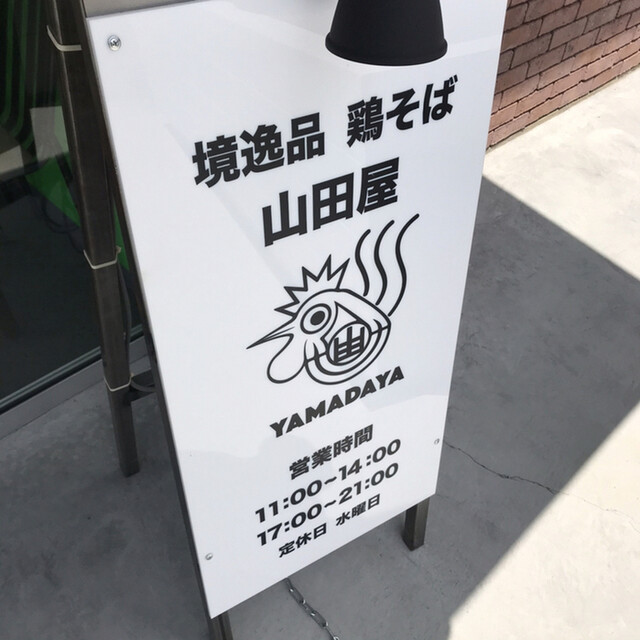 境逸品 鶏そば
山田屋
山
YAMADAYA
営業時間
11:00~14:00
17:00~21:00
定休日 水曜日